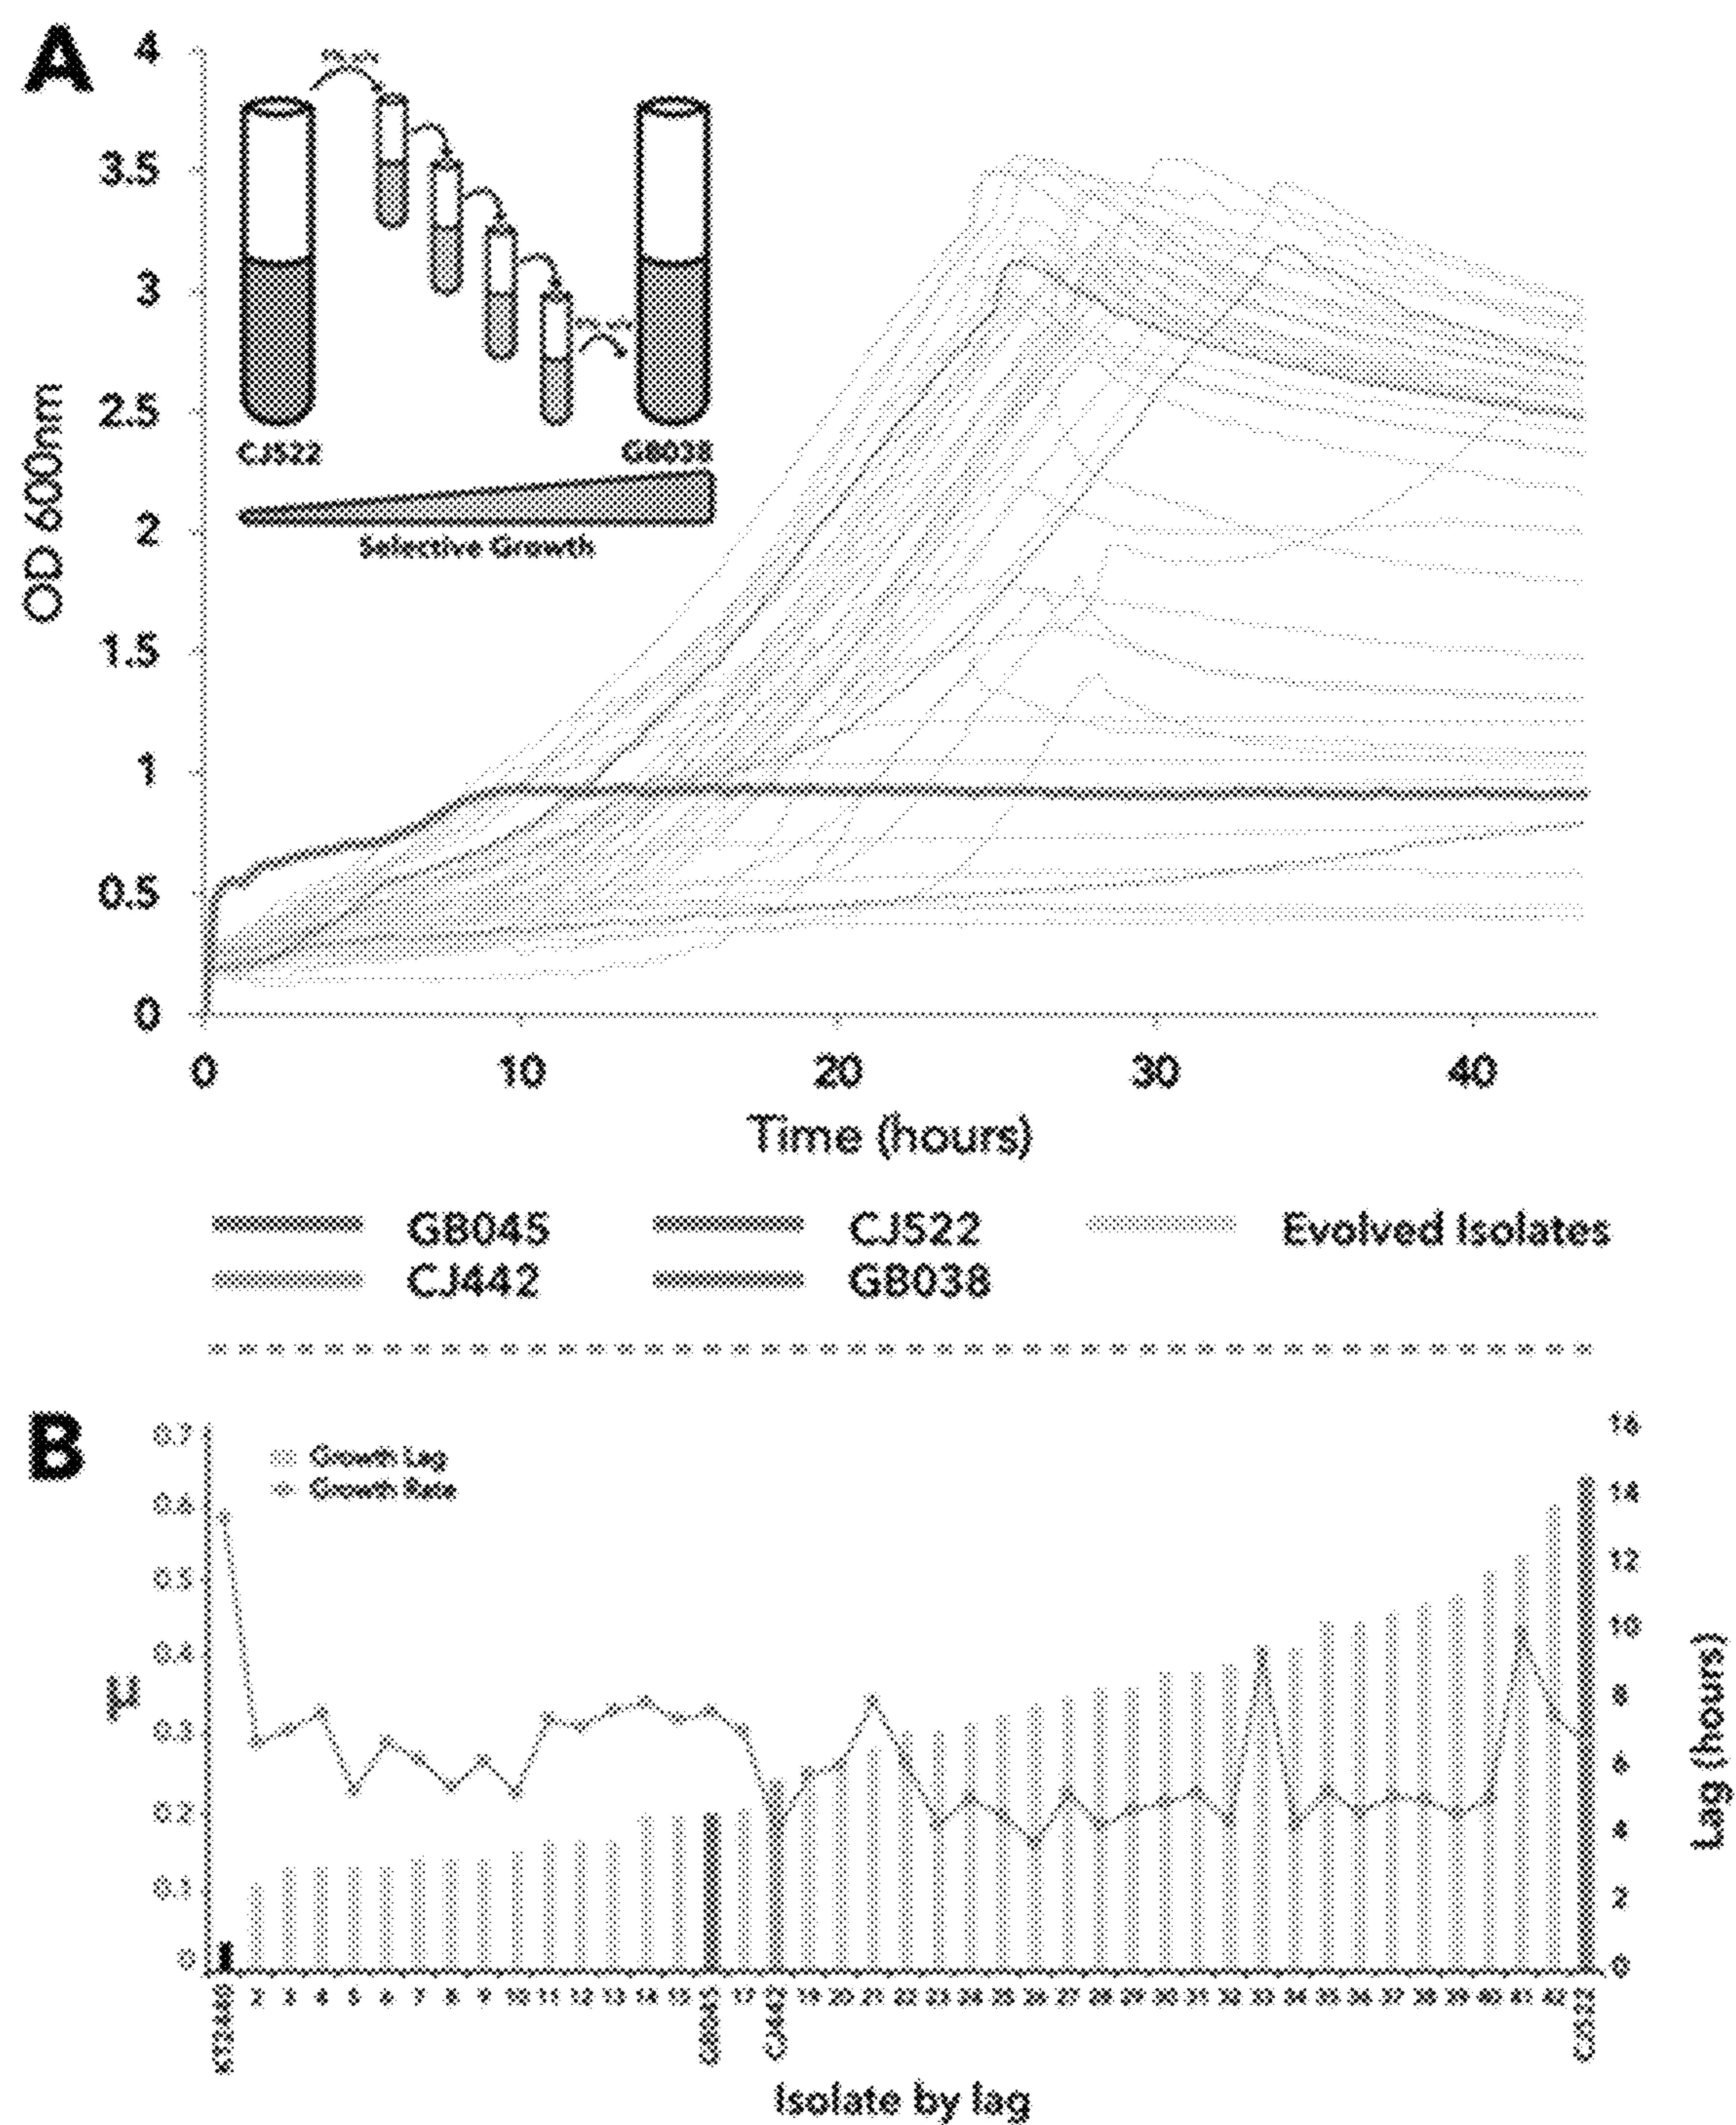 A
4
3.5
3
2.5
2
1.5
1
0.5
0
OD 600nm
CJ522
GB038
Selective Growth
0 10 20 30 40
Time (hours)
GB045 CJ522 Evolved Isolates
CJ442 GB038
B
0.7
0.6
0.5
0.4
0.3
0.2
0.1
0
µ
Growth Lag
Growth Rate
16
14
12
10
8
6
4
2
0
Lag (hours)
KT2440 2 3 4 5 6 7 8 9 10 11 12 13 14 15 GB045 17 CJ442 19 20 21 22 23 24 25 26 27 28 29 30 31 32 33 34 35 36 37 38 39 40 41 42 CJ522
Isolate by lag